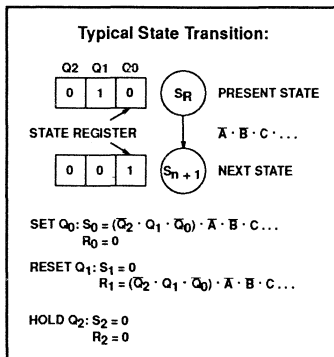 Typical State Transition:
Q2 Q1 Q0
0 1 0
S_R
PRESENT STATE
STATE REGISTER
A̅ · B̅ · C · . . .
0 0 1
S_n + 1
NEXT STATE
SET Q₀: S₀ = (Q̅₂ · Q₁ · Q̅₀) · A̅ · B̅ · C . . .
R₀ = 0
RESET Q₁: S₁ = 0
R₁ = (Q̅₂ · Q₁ · Q̅₀) · A̅ · B̅ · C . . .
HOLD Q₂: S₂ = 0
R₂ = 0